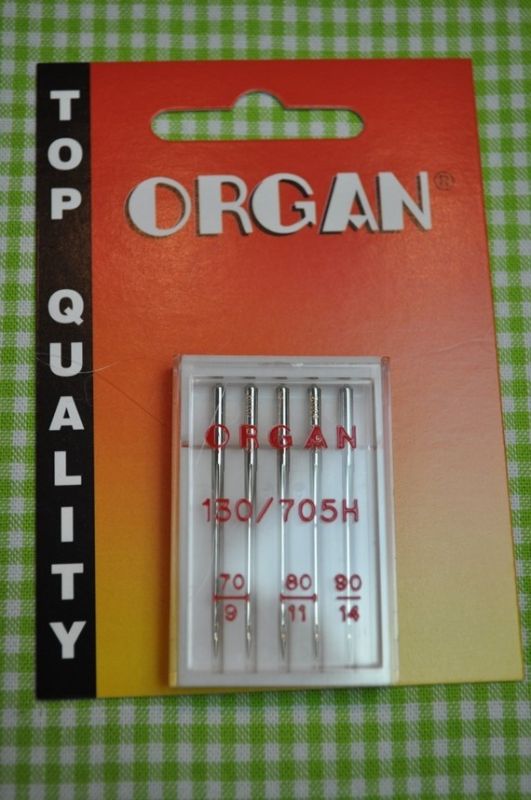 TOP QUALITY
ORGAN®
ORGAN
130/705H
70 80 90
9 11 14